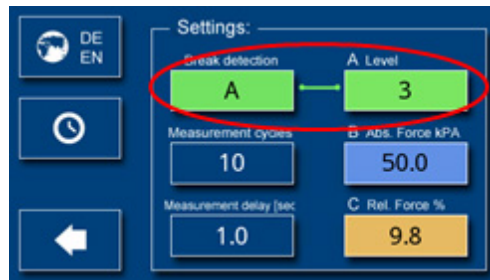 DE
EN
Settings:
Break detection
A Level
A
3
Measurement cycles
B Abs. Force kPA
10
50.0
Measurement delay [sec
C Rel. Force %
1.0
9.8